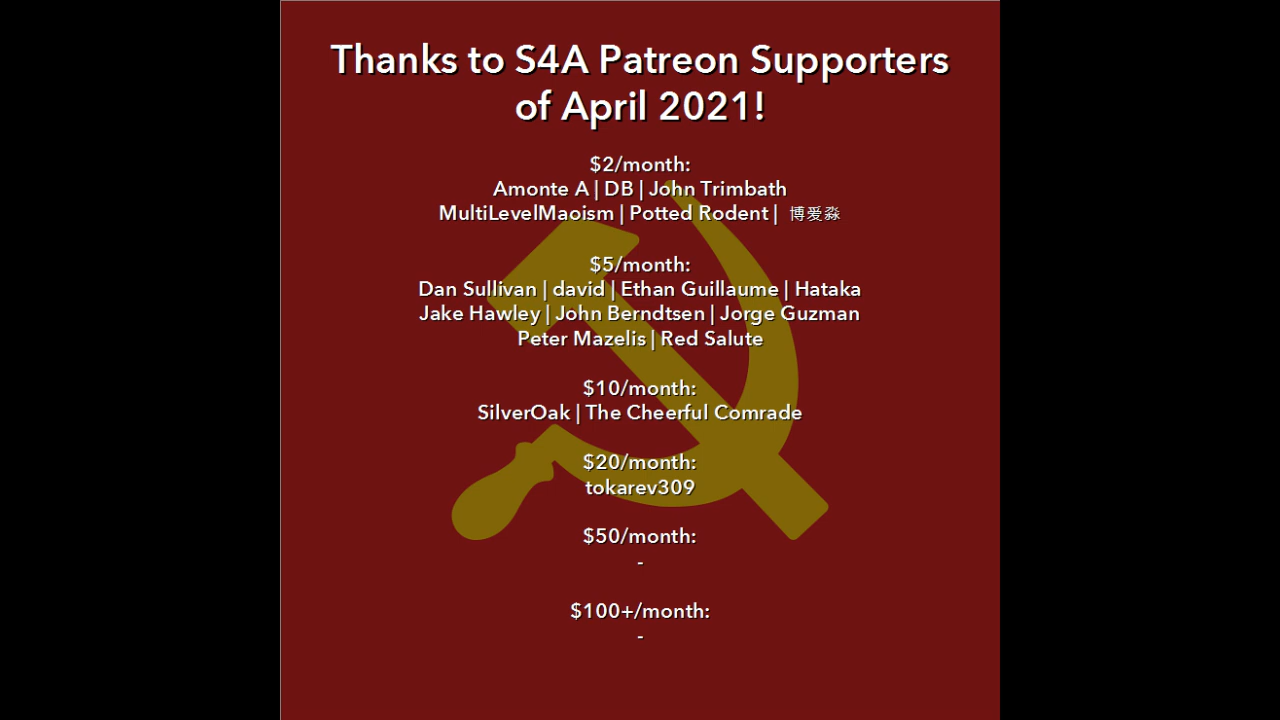 Thanks to S4A Patreon Supporters
of April 2021!
$2/month:
Amonte A | DB | John Trimbath
MultiLevelMaoism | Potted Rodent | 博爱淼
$5/month:
Dan Sullivan | david | Ethan Guillaume | Hataka
Jake Hawley | John Berndtsen | Jorge Guzman
Peter Mazelis | Red Salute
$10/month:
SilverOak | The Cheerful Comrade
$20/month:
tokarev309
$50/month:
-
$100+/month:
-